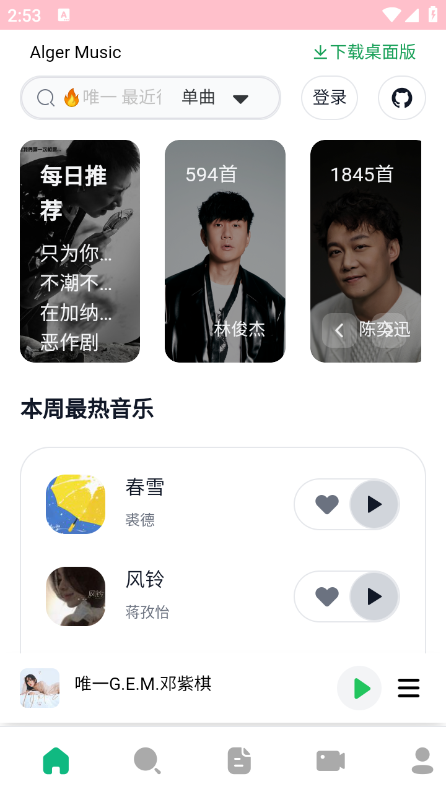 2:53
Alger Music
下载桌面版
🔥唯一 最近很
单曲
登录
每日推
荐
只为你...
不潮不...
在加纳...
恶作剧
594首
林俊杰
1845首
陈奕迅
本周最热音乐
春雪
裘德
风铃
蒋孜怡
唯一G.E.M.邓紫棋